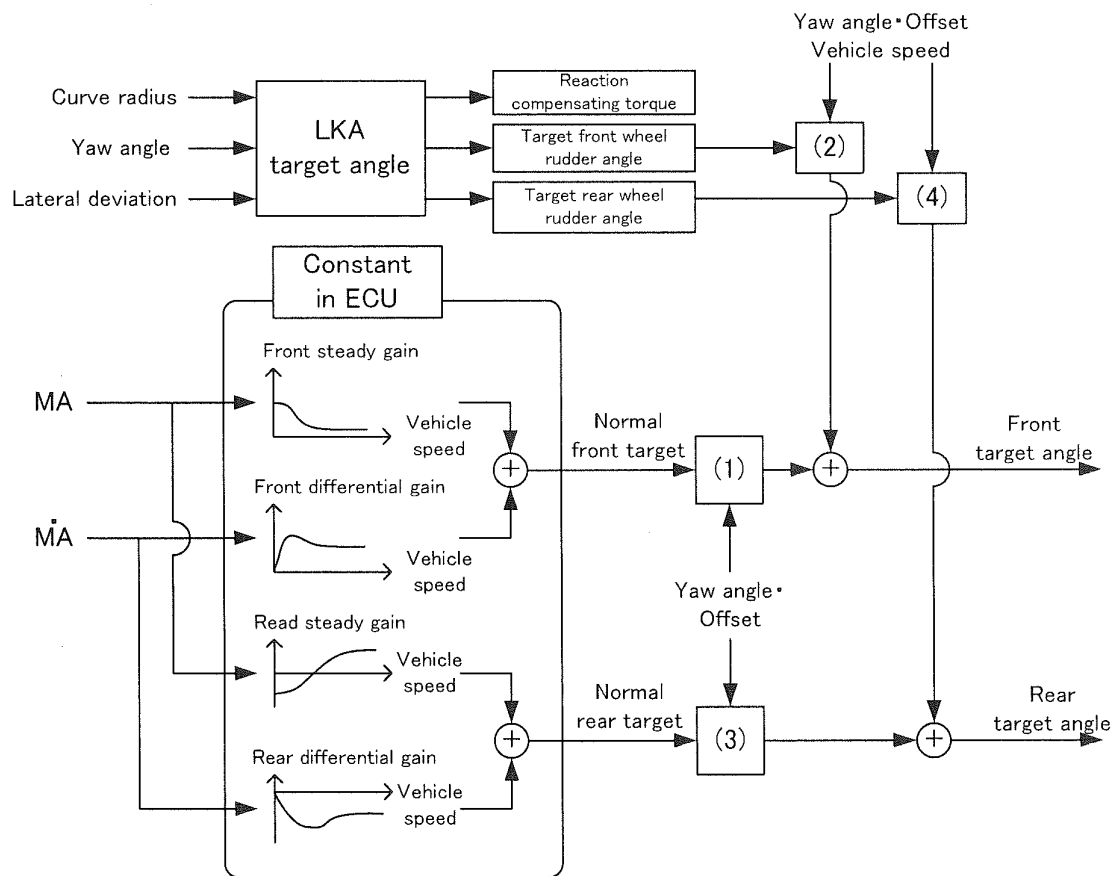 Yaw angle・Offset
Vehicle speed
Curve radius
Yaw angle
Lateral deviation
LKA
target angle
Reaction
compensating torque
Target front wheel
rudder angle
Target rear wheel
rudder angle
(2)
(4)
Constant
in ECU
MA
ṀA
Front steady gain
Vehicle
speed
Front differential gain
Vehicle
speed
Read steady gain
Vehicle
speed
Rear differential gain
Vehicle
speed
+
Normal
front target
(1)
+
Front
target angle
Yaw angle・
Offset
+
Normal
rear target
(3)
+
Rear
target angle